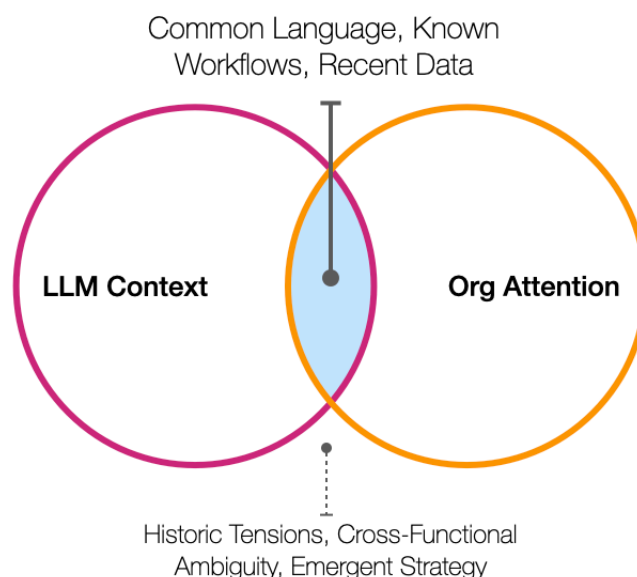 Common Language, Known
Workflows, Recent Data
LLM Context
Org Attention
Historic Tensions, Cross-Functional
Ambiguity, Emergent Strategy